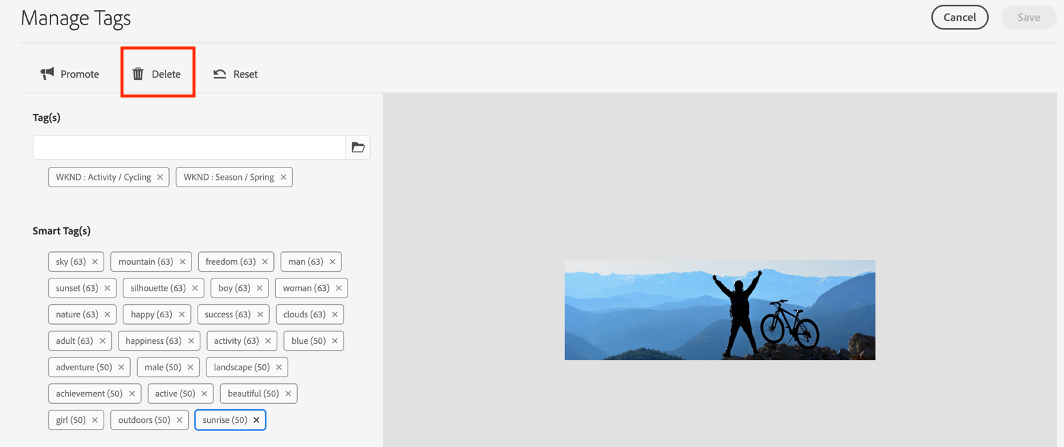 Manage Tags
Cancel
Save
Promote
Delete
Reset
Tag(s)
WKND : Activity / Cycling ×
WKND : Season / Spring ×
Smart Tag(s)
sky (63) × mountain (63) × freedom (63) × man (63) ×
sunset (63) × silhouette (63) × boy (63) × woman (63) ×
nature (63) × happy (63) × success (63) × clouds (63) ×
adult (63) × happiness (63) × activity (63) × blue (50) ×
adventure (50) × male (50) × landscape (50) ×
achievement (50) × active (50) × beautiful (50) ×
girl (50) × outdoors (50) × sunrise (50) ×